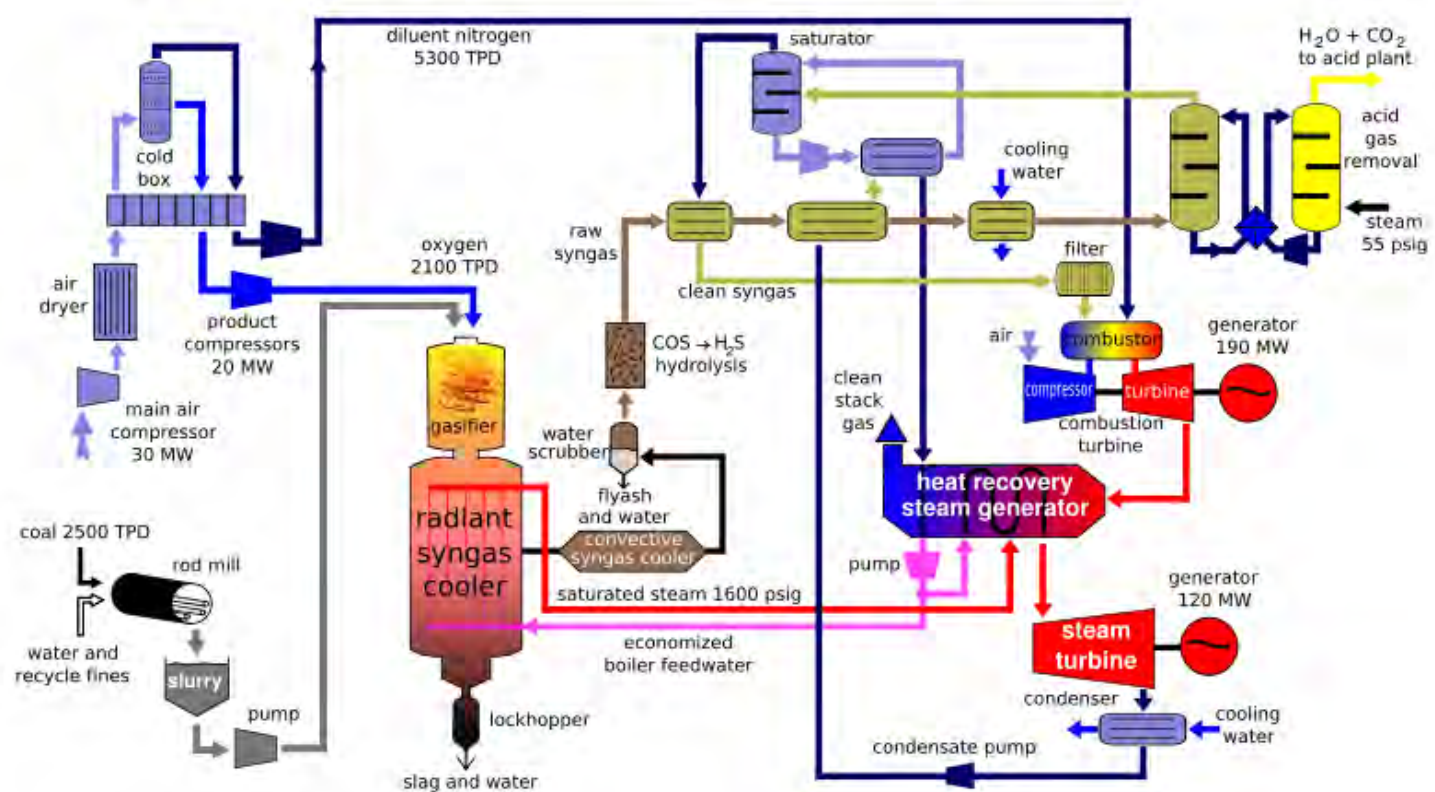 diluent nitrogen
5300 TPD
saturator
H₂O + CO₂
to acid plant
acid
gas
removal
steam
55 psig
cold
box
cooling
water
oxygen
2100 TPD
raw
syngas
filter
clean syngas
air
dryer
product
compressors
20 MW
COS→H₂S
hydrolysis
air
combustor
generator
190 MW
compressor
turbine
combustion
turbine
clean
stack
gas
main air
compressor
30 MW
gasifier
water
scrubber
flyash
and water
heat recovery
steam generator
radiant
syngas
cooler
convective
syngas cooler
coal 2500 TPD
rod mill
pump
saturated steam 1600 psig
generator
120 MW
steam
turbine
economized
boiler feedwater
water and
recycle fines
slurry
pump
lockhopper
slag and water
condenser
cooling
water
condensate pump